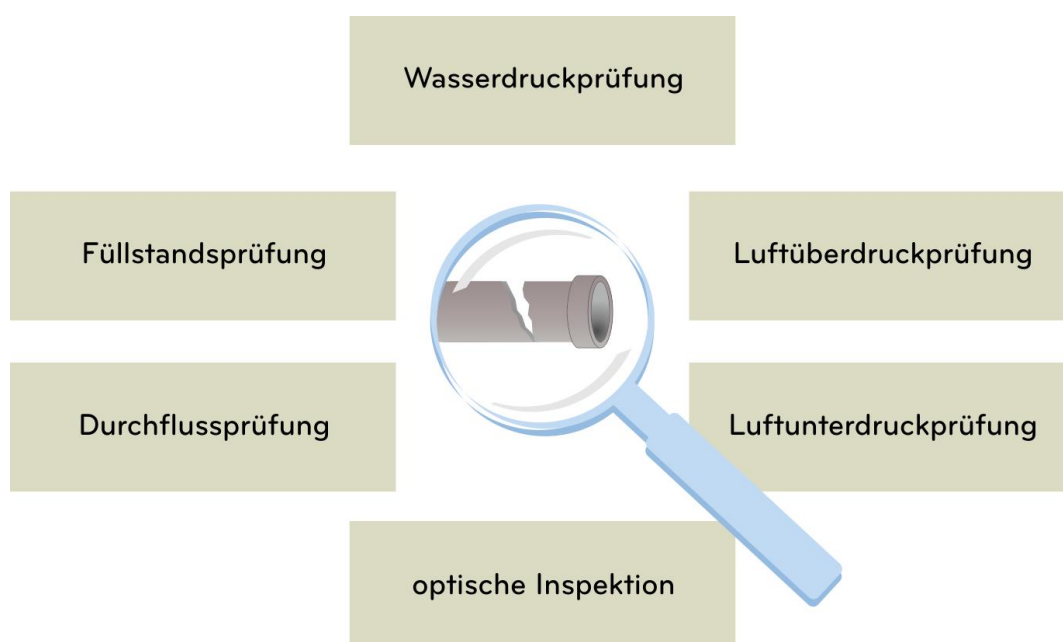 Wasserdruckprüfung
Füllstandsprüfung
Luftüberdruckprüfung
Durchflussprüfung
Luftunterdruckprüfung
optische Inspektion